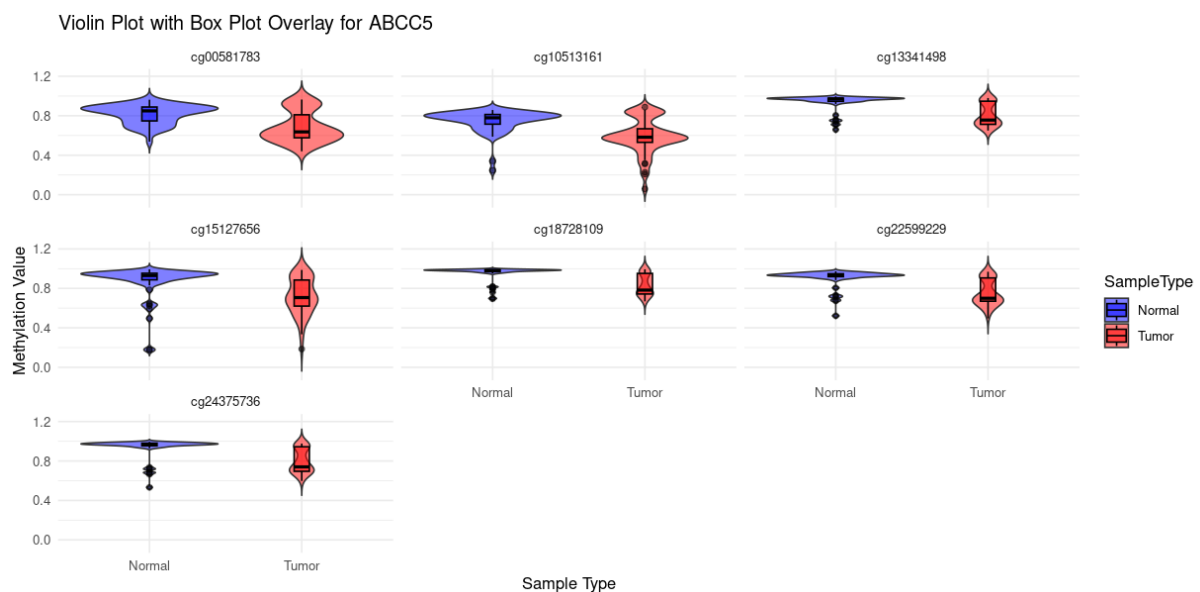 Violin Plot with Box Plot Overlay for ABCC5
cg00581783
cg10513161
cg13341498
1.2
0.8
0.4
0.0
cg15127656
cg18728109
cg22599229
1.2
0.8
0.4
0.0
Methylation Value
Normal
Tumor
Normal
Tumor
cg24375736
1.2
0.8
0.4
0.0
Normal
Tumor
Sample Type
SampleType
Normal
Tumor